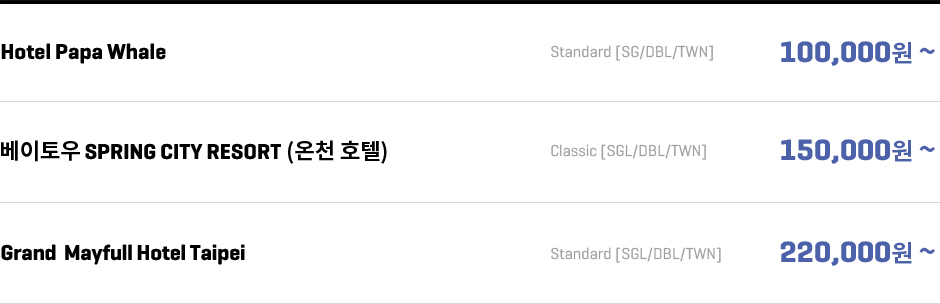 Hotel Papa Whale Standard [SG/DBL/TWN] 100,000원 ~
베이토우 SPRING CITY RESORT (온천 호텔) Classic [SGL/DBL/TWN] 150,000원 ~
Grand Mayfull Hotel Taipei Standard [SGL/DBL/TWN] 220,000원 ~